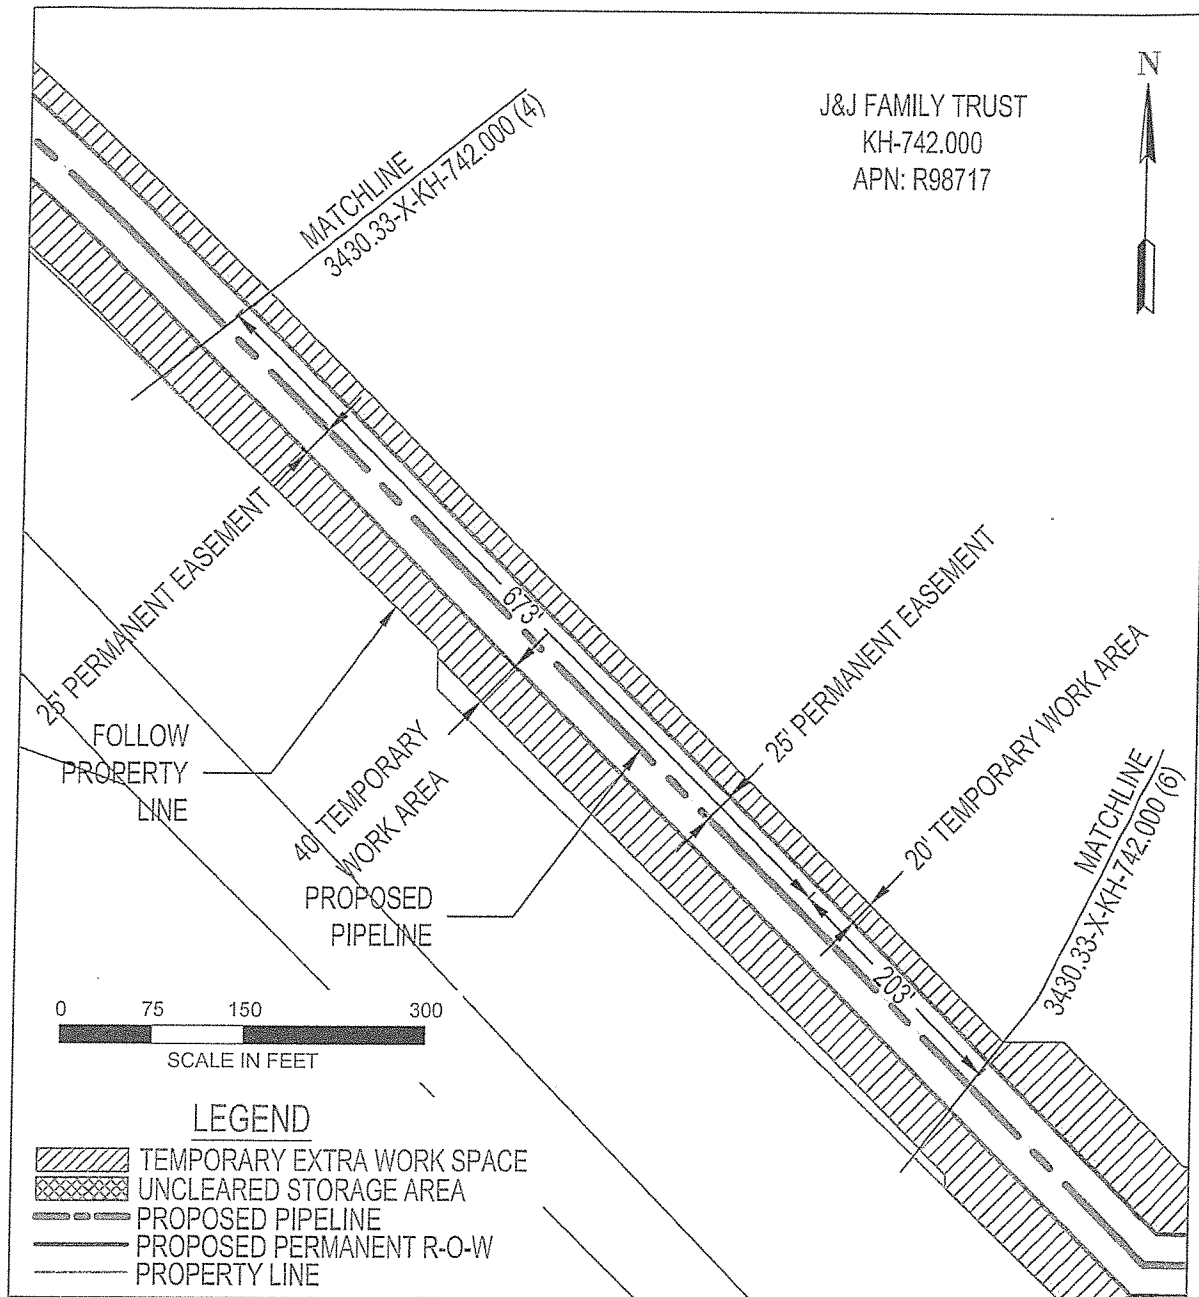 N
J&J FAMILY TRUST
KH-742.000
APN: R98717
MATCHLINE
3430.33-X-KH-742.000 (4)
25' PERMANENT EASEMENT
673'
25' PERMANENT EASEMENT
20' TEMPORARY WORK AREA
FOLLOW
PROPERTY
LINE
40' TEMPORARY
WORK AREA
MATCHLINE
3430.33-X-KH-742.000 (6)
PROPOSED
PIPELINE
203'
0 75 150 300
SCALE IN FEET
LEGEND
TEMPORARY EXTRA WORK SPACE
UNCLEARED STORAGE AREA
PROPOSED PIPELINE
PROPOSED PERMANENT R-O-W
PROPERTY LINE